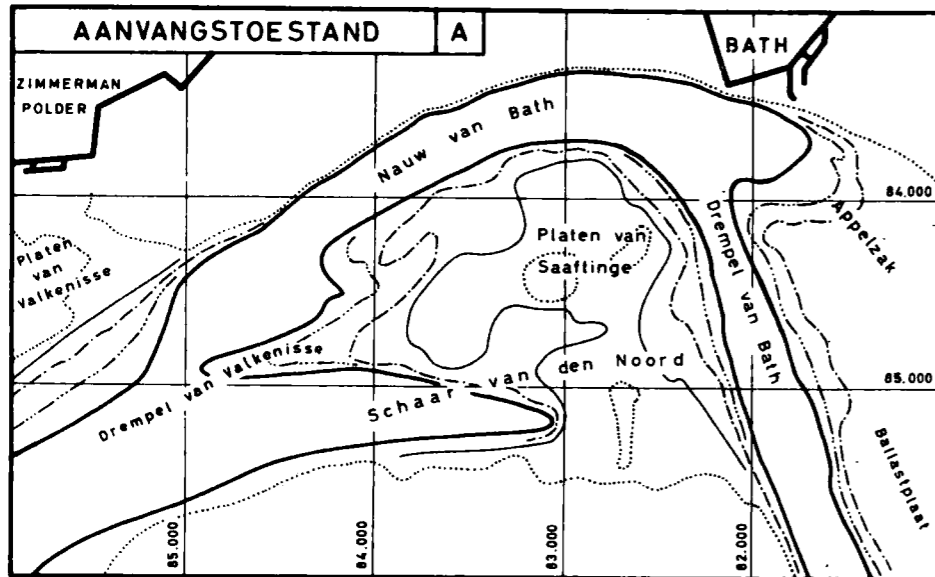 AANVANGSTOESTAND A
BATH
ZIMMERMAN
POLDER
Nauw van Bath
84.000
Appelzak
Drempel van Bath
Platen van
Saaftinge
Platen
van
Valkenisse
Drempel van Valkenisse
Schaar van den Noord
85.000
Ballastplaat
85.000
84.000
83.000
82.000